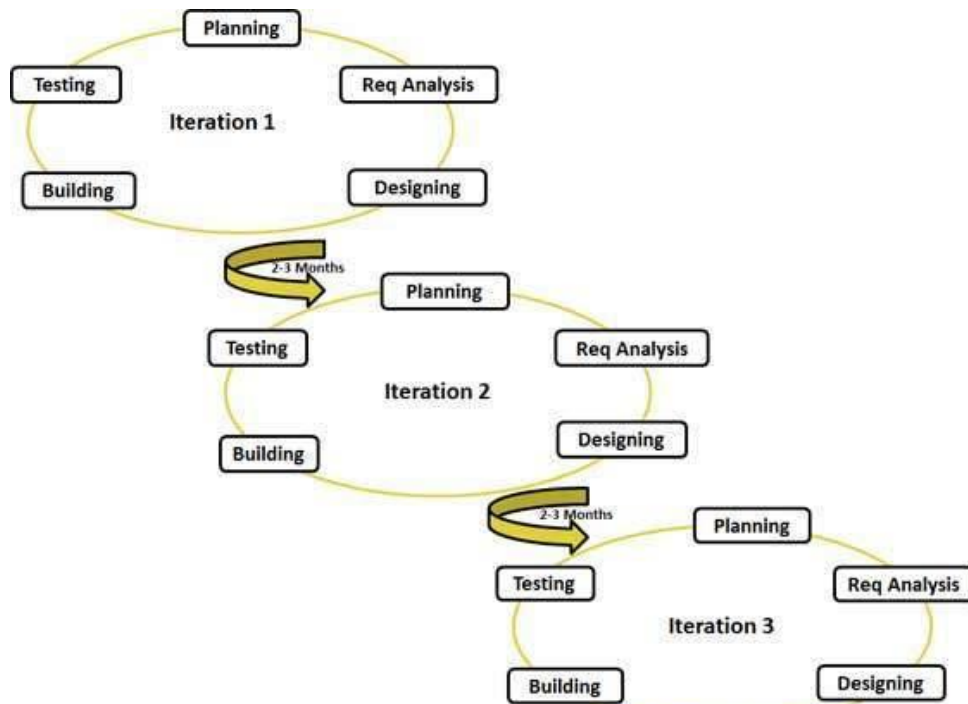 Planning
Testing
Req Analysis
Iteration 1
Building
Designing
2-3 Months
Planning
Testing
Req Analysis
Iteration 2
Building
Designing
2-3 Months
Planning
Testing
Req Analysis
Iteration 3
Building
Designing